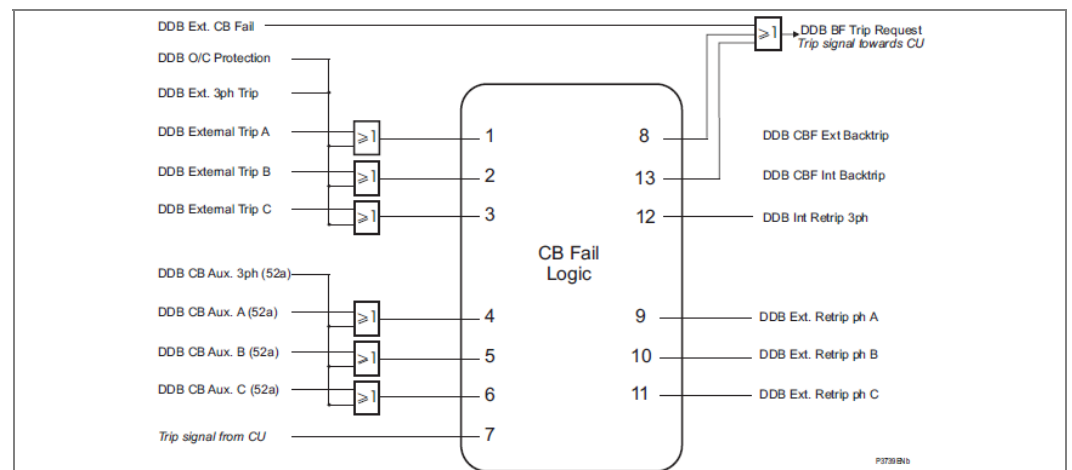 DDB Ext. CB Fail
≥1
DDB BF Trip Request
Trip signal towards CU
DDB O/C Protection
DDB Ext. 3ph Trip
DDB External Trip A
≥1
1
8
DDB CBF Ext Backtrip
DDB External Trip B
≥1
2
13
DDB CBF Int Backtrip
DDB External Trip C
≥1
3
12
DDB Int Retrip 3ph
CB Fail
Logic
DDB CB Aux. 3ph (52a)
DDB CB Aux. A (52a)
≥1
4
9
DDB Ext. Retrip ph A
DDB CB Aux. B (52a)
≥1
5
10
DDB Ext. Retrip ph B
DDB CB Aux. C (52a)
≥1
6
11
DDB Ext. Retrip ph C
Trip signal from CU
7
P3739ENb